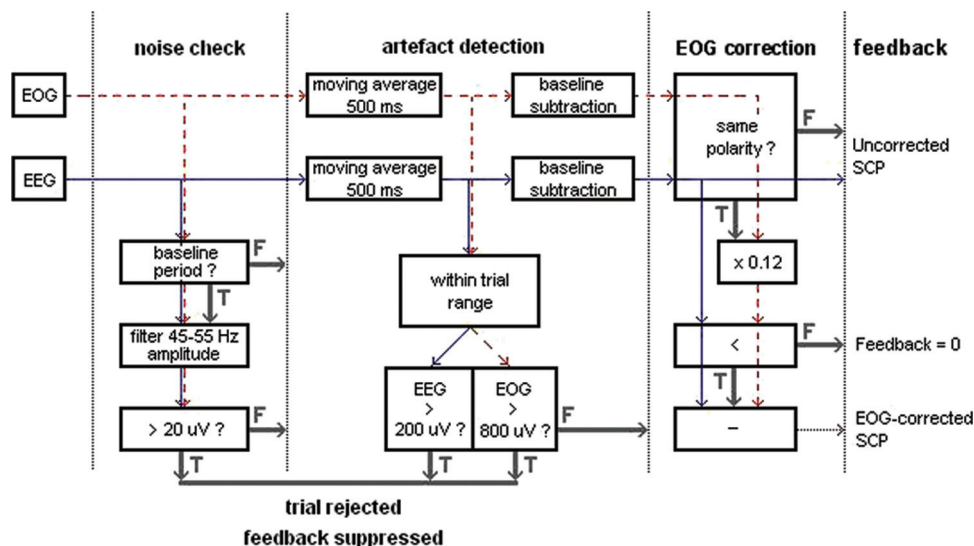 noise check
artefact detection
EOG correction
feedback
EOG
moving average
500 ms
baseline
subtraction
same
polarity ?
F
Uncorrected
SCP
EEG
moving average
500 ms
baseline
subtraction
T
baseline
period ?
F
T
within trial
range
x 0.12
filter 45-55 Hz
amplitude
<
F
Feedback = 0
T
> 20 uV ?
F
T
EEG
>
200 uV ?
EOG
>
800 uV ?
F
T
T
–
EOG-corrected
SCP
trial rejected
feedback suppressed